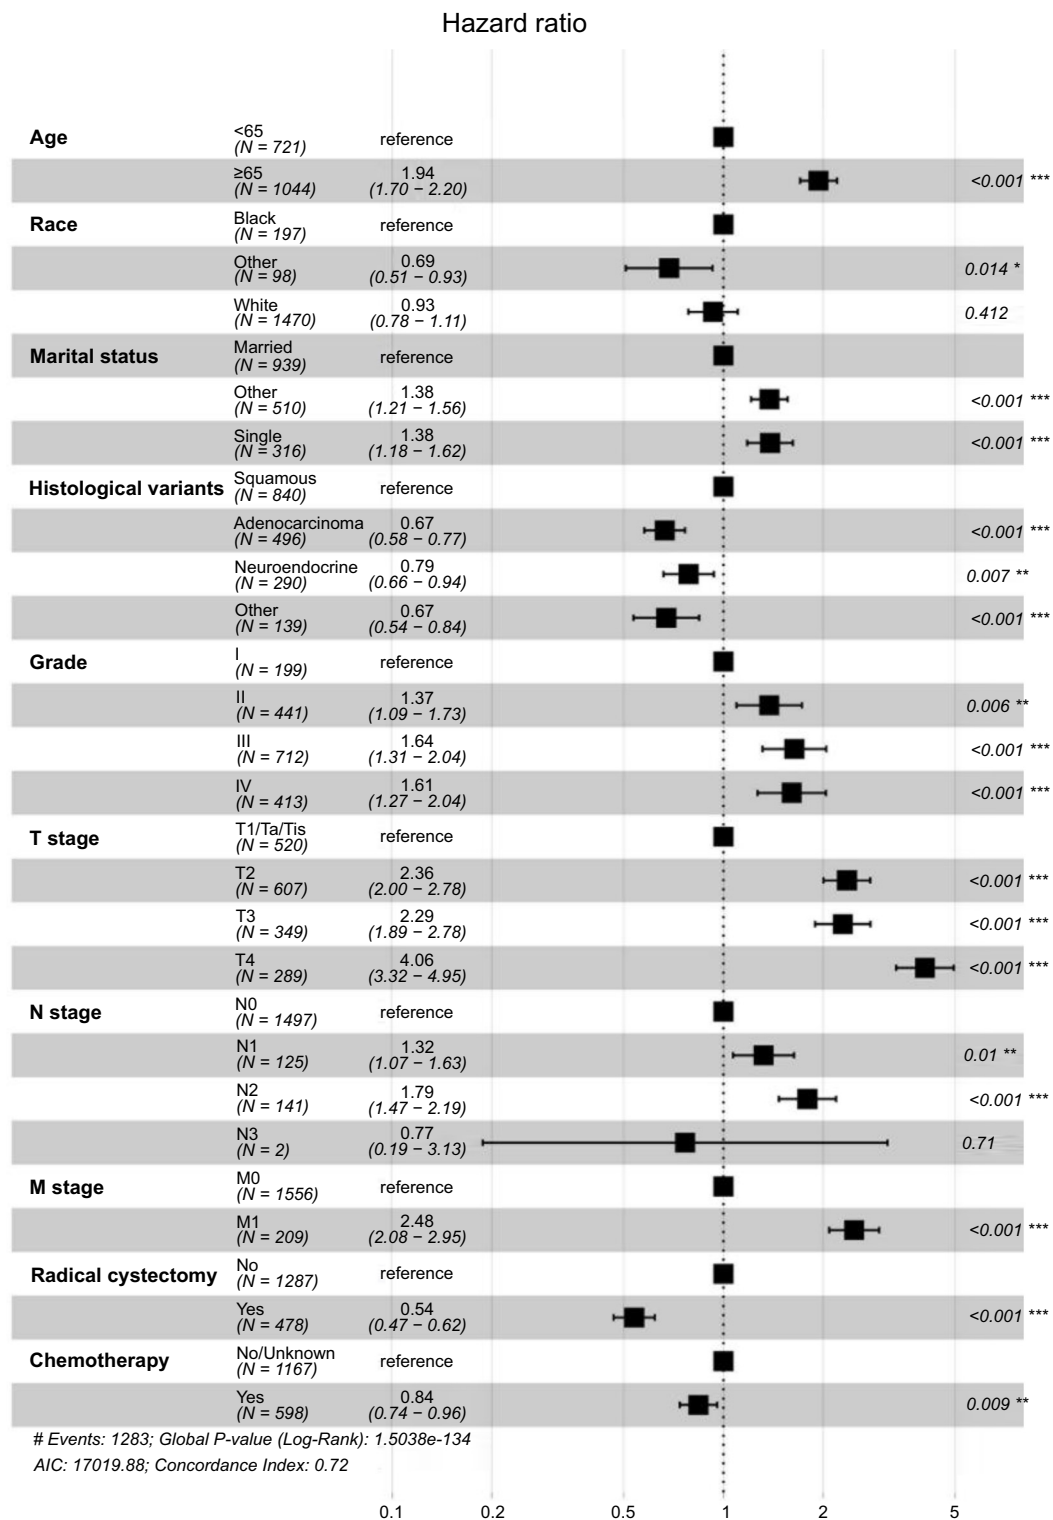 Hazard ratio
Age <65 reference
(N = 721)
≥65 1.94 <0.001 ***
(N = 1044) (1.70 − 2.20)
Race Black reference
(N = 197)
Other 0.69 0.014 *
(N = 98) (0.51 − 0.93)
White 0.93 0.412
(N = 1470) (0.78 − 1.11)
Marital status Married reference
(N = 939)
Other 1.38 <0.001 ***
(N = 510) (1.21 − 1.56)
Single 1.38 <0.001 ***
(N = 316) (1.18 − 1.62)
Histological variants Squamous reference
(N = 840)
Adenocarcinoma 0.67 <0.001 ***
(N = 496) (0.58 − 0.77)
Neuroendocrine 0.79 0.007 **
(N = 290) (0.66 − 0.94)
Other 0.67 <0.001 ***
(N = 139) (0.54 − 0.84)
Grade I reference
(N = 199)
II 1.37 0.006 **
(N = 441) (1.09 − 1.73)
III 1.64 <0.001 ***
(N = 712) (1.31 − 2.04)
IV 1.61 <0.001 ***
(N = 413) (1.27 − 2.04)
T stage T1/Ta/Tis reference
(N = 520)
T2 2.36 <0.001 ***
(N = 607) (2.00 − 2.78)
T3 2.29 <0.001 ***
(N = 349) (1.89 − 2.78)
T4 4.06 <0.001 ***
(N = 289) (3.32 − 4.95)
N stage N0 reference
(N = 1497)
N1 1.32 0.01 **
(N = 125) (1.07 − 1.63)
N2 1.79 <0.001 ***
(N = 141) (1.47 − 2.19)
N3 0.77 0.71
(N = 2) (0.19 − 3.13)
M stage M0 reference
(N = 1556)
M1 2.48 <0.001 ***
(N = 209) (2.08 − 2.95)
Radical cystectomy No reference
(N = 1287)
Yes 0.54 <0.001 ***
(N = 478) (0.47 − 0.62)
Chemotherapy No/Unknown reference
(N = 1167)
Yes 0.84 0.009 **
(N = 598) (0.74 − 0.96)
# Events: 1283; Global P-value (Log-Rank): 1.5038e-134
AIC: 17019.88; Concordance Index: 0.72
0.1 0.2 0.5 1 2 5